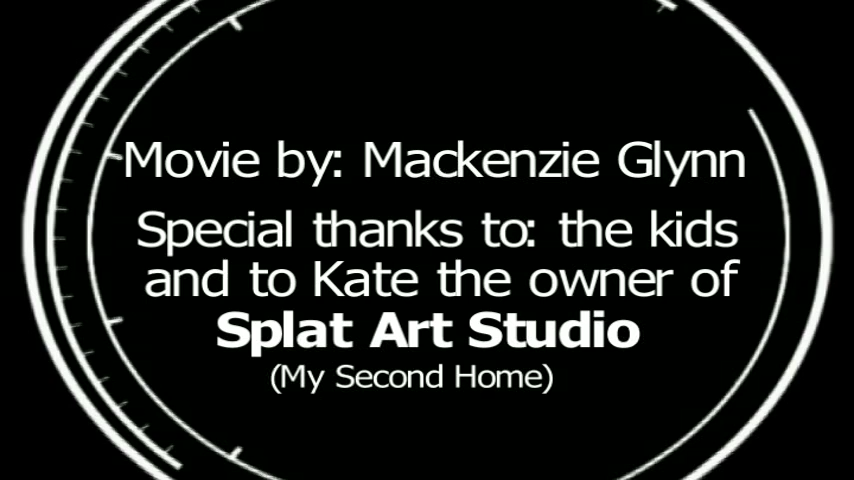 Movie by: Mackenzie Glynn
Special thanks to: the kids
and to Kate the owner of
Splat Art Studio
(My Second Home)